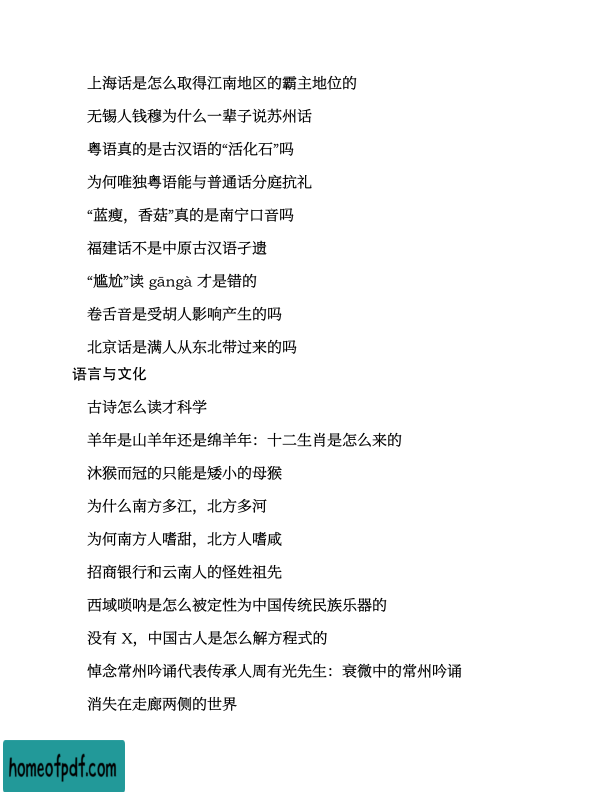 上海话是怎么取得江南地区的霸主地位的
无锡人钱穆为什么一辈子说苏州话
粤语真的是古汉语的“活化石”吗
为何唯独粤语能与普通话分庭抗礼
“蓝瘦，香菇”真的是南宁口音吗
福建话不是中原古汉语孑遗
“尴尬”读 gāngà 才是错的
卷舌音是受胡人影响产生的吗
北京话是满人从东北带过来的吗
语言与文化
古诗怎么读才科学
羊年是山羊年还是绵羊年：十二生肖是怎么来的
沐猴而冠的只能是矮小的母猴
为什么南方多江，北方多河
为何南方人嗜甜，北方人嗜咸
招商银行和云南人的怪姓祖先
西域唢呐是怎么被定性为中国传统民族乐器的
没有 X，中国古人是怎么解方程式的
悼念常州吟诵代表传承人周有光先生：衰微中的常州吟诵
消失在走廊两侧的世界
homeofpdf.com